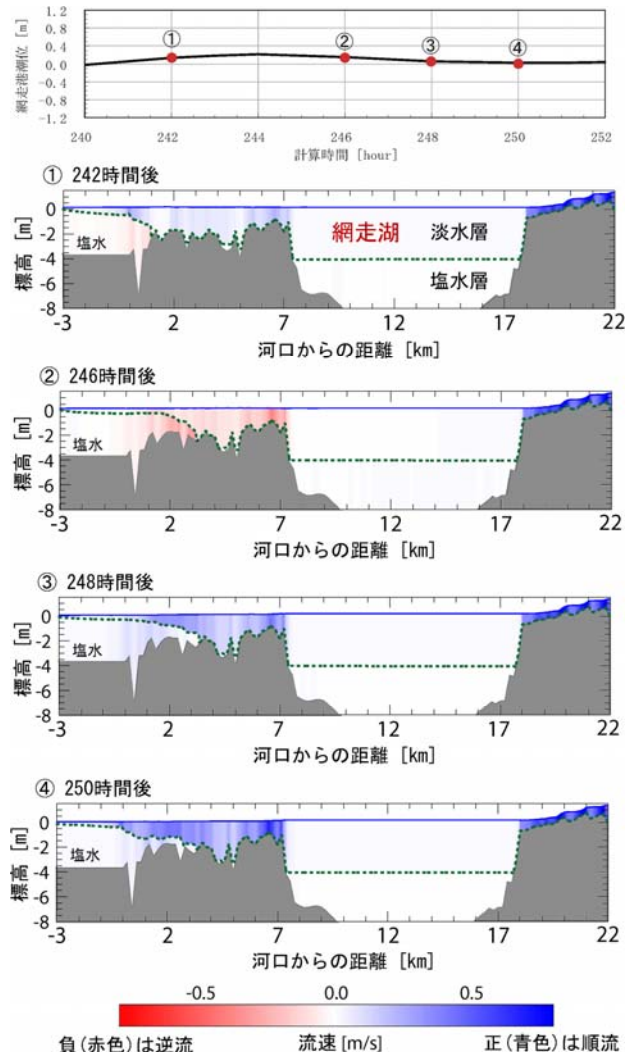 1.2
0.8
0.4
0.0
-0.4
-0.8
-1.2
網走港潮位 [m]
① ② ③ ④
240 242 244 246 248 250 252
計算時間 [hour]
① 242時間後
標高 [m]
0
-2
-4
-6
-8
塩水
網走湖 淡水層
塩水層
-3 2 7 12 17 22
河口からの距離 [km]
② 246時間後
標高 [m]
0
-2
-4
-6
-8
塩水
-3 2 7 12 17 22
河口からの距離 [km]
③ 248時間後
標高 [m]
0
-2
-4
-6
-8
塩水
-3 2 7 12 17 22
河口からの距離 [km]
④ 250時間後
標高 [m]
0
-2
-4
-6
-8
塩水
-3 2 7 12 17 22
河口からの距離 [km]
-0.5 0.0 0.5
負(赤色)は逆流 流速 [m/s] 正(青色)は順流